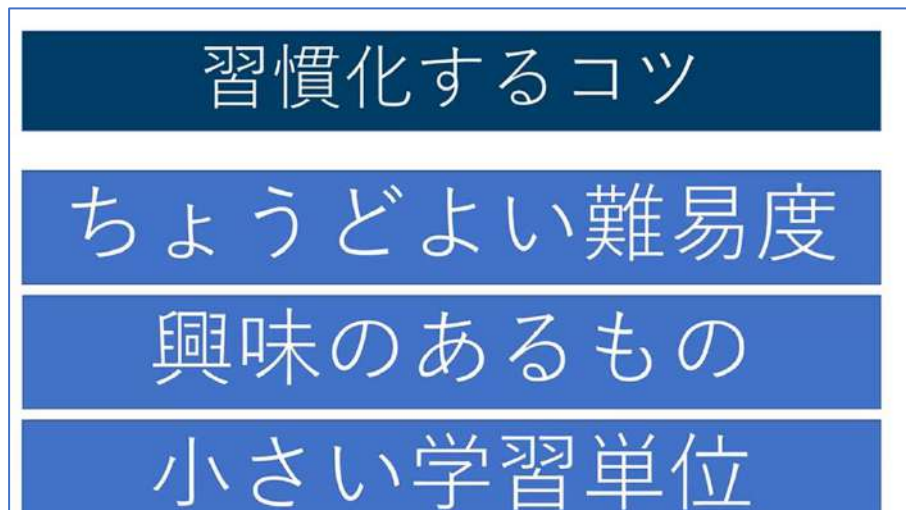 習慣化するコツ
ちょうどよい難易度
興味のあるもの
小さい学習単位